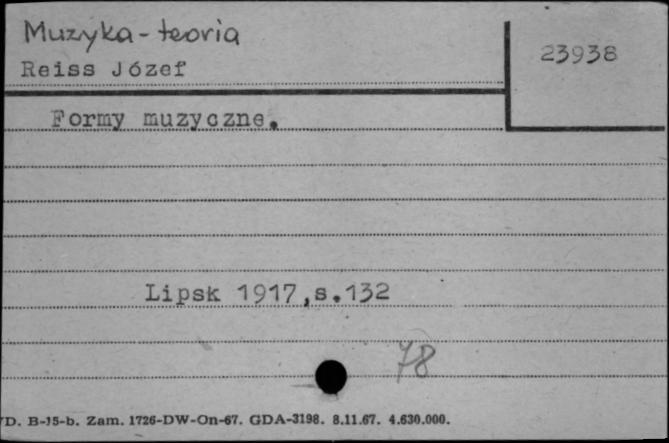 Muzyka - teoria
23938
Reiss Józef
Formy muzyczne.
Lipsk 1917,s.132
78
D. B-15-b. Zam. 1726-DW-On-67. GDA-3198. 8.11.67. 4.630.000.